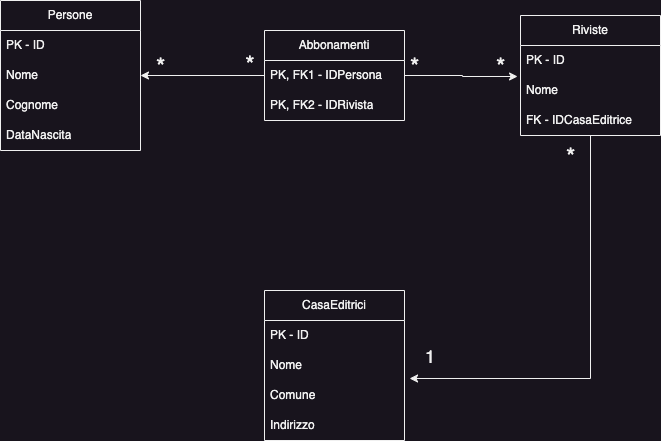 Persone
PK - ID
Nome
Cognome
DataNascita
*
*
Abbonamenti
PK, FK1 - IDPersona
PK, FK2 - IDRivista
*
*
Riviste
PK - ID
Nome
FK - IDCasaEditrice
*
CasaEditrici
PK - ID
Nome
Comune
Indirizzo
1